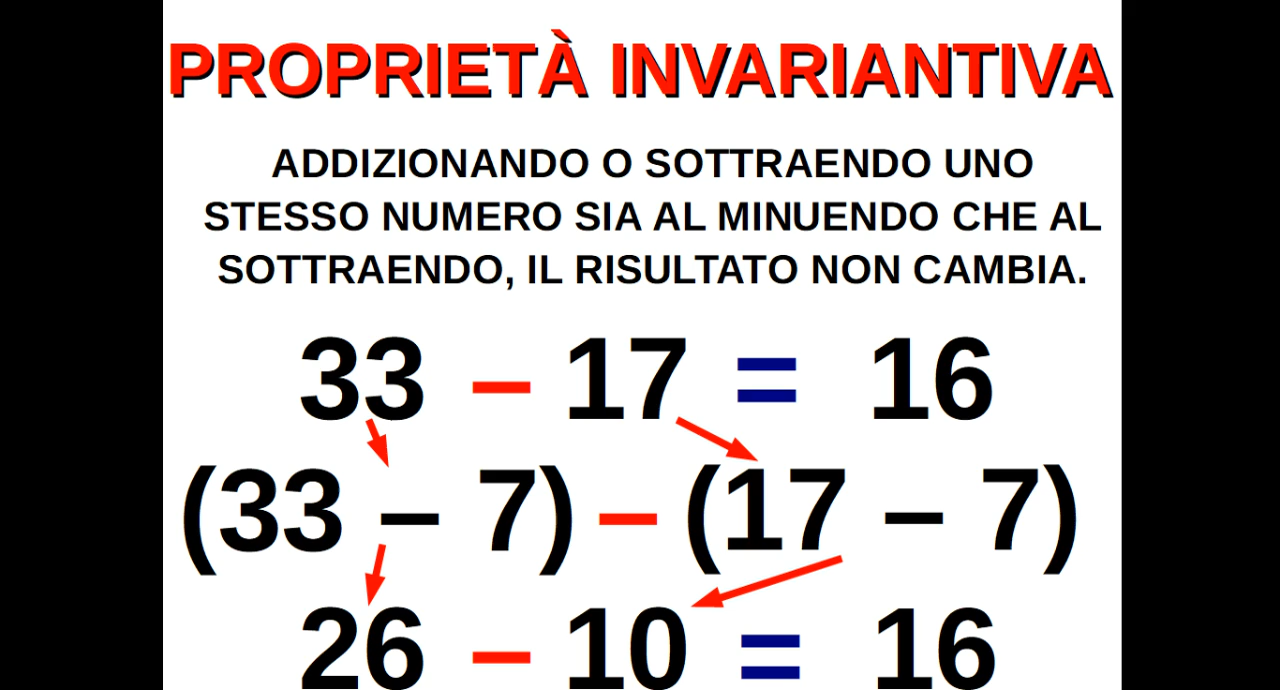 PROPRIETÀ INVARIANTIVA
ADDIZIONANDO O SOTTRAENDO UNO
STESSO NUMERO SIA AL MINUENDO CHE AL
SOTTRAENDO, IL RISULTATO NON CAMBIA.
33 – 17 = 16
(33 – 7) – (17 – 7)
26 – 10 = 16